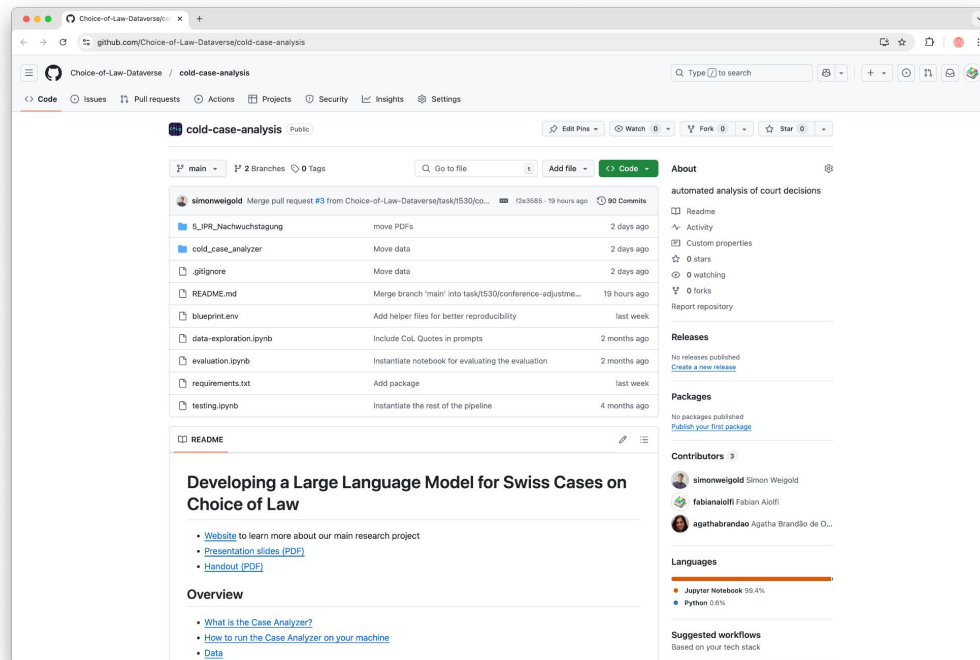 Choice-of-Law-Dataverse/co
github.com/Choice-of-Law-Dataverse/cold-case-analysis
Choice-of-Law-Dataverse / cold-case-analysis
Type / to search
Code Issues Pull requests Actions Projects Security Insights Settings
cold-case-analysis Public
Edit Pins Watch 0 Fork 0 Star 0
main 2 Branches 0 Tags Go to file t Add file Code
simonweigold Merge pull request #3 from Choice-of-Law-Dataverse/task/t530/co... f2e3585 · 19 hours ago 90 Commits
5_IPR_Nachwuchstagung move PDFs 2 days ago
cold_case_analyzer Move data 2 days ago
.gitignore Move data 2 days ago
README.md Merge branch 'main' into task/t530/conference-adjustme... 19 hours ago
blueprint.env Add helper files for better reproducibility last week
data-exploration.ipynb Include CoL Quotes in prompts 2 months ago
evaluation.ipynb Instantiate notebook for evaluating the evaluation 2 months ago
requirements.txt Add package last week
testing.ipynb Instantiate the rest of the pipeline 4 months ago
README
Developing a Large Language Model for Swiss Cases on
Choice of Law
Website to learn more about our main research project
Presentation slides (PDF)
Handout (PDF)
Overview
What is the Case Analyzer?
How to run the Case Analyzer on your machine
Data
About
automated analysis of court decisions
Readme
Activity
Custom properties
0 stars
0 watching
0 forks
Report repository
Releases
No releases published
Create a new release
Packages
No packages published
Publish your first package
Contributors 3
simonweigold Simon Weigold
fabianaiolfi Fabian Aiolfi
agathabrandao Agatha Brandão de O...
Languages
Jupyter Notebook 99.4%
Python 0.6%
Suggested workflows
Based on your tech stack